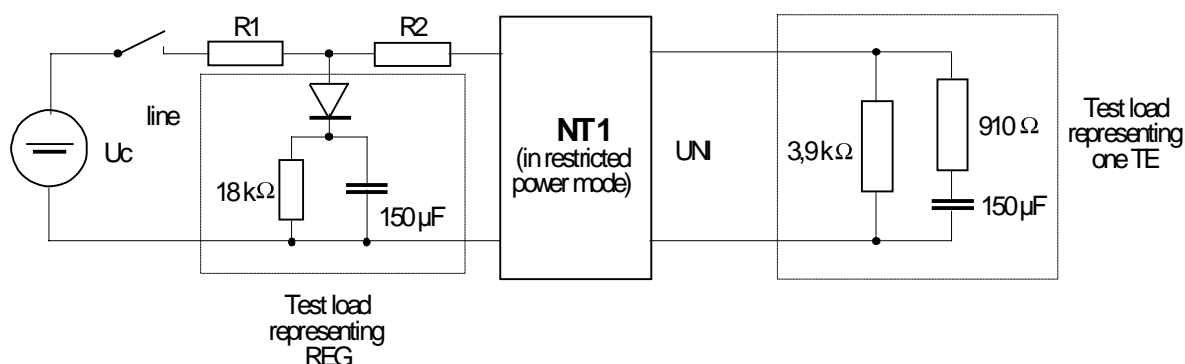 R1
R2
line
Uc
18 kΩ
150 µF
Test load
representing
REG
NT1
(in restricted
power mode)
UNI
3,9 kΩ
910 Ω
150 µF
Test load
representing
one TE